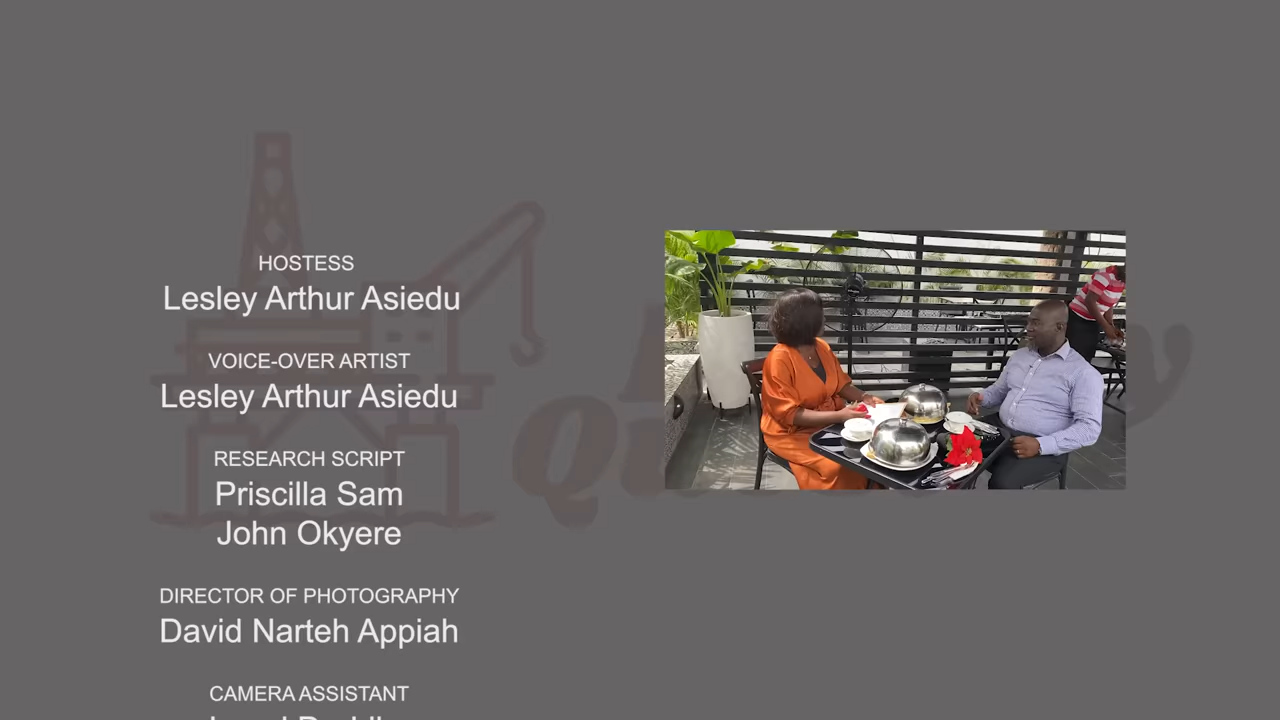 HOSTESS
Lesley Arthur Asiedu
VOICE-OVER ARTIST
Lesley Arthur Asiedu
RESEARCH SCRIPT
Priscilla Sam
John Okyere
DIRECTOR OF PHOTOGRAPHY
David Narteh Appiah
CAMERA ASSISTANT